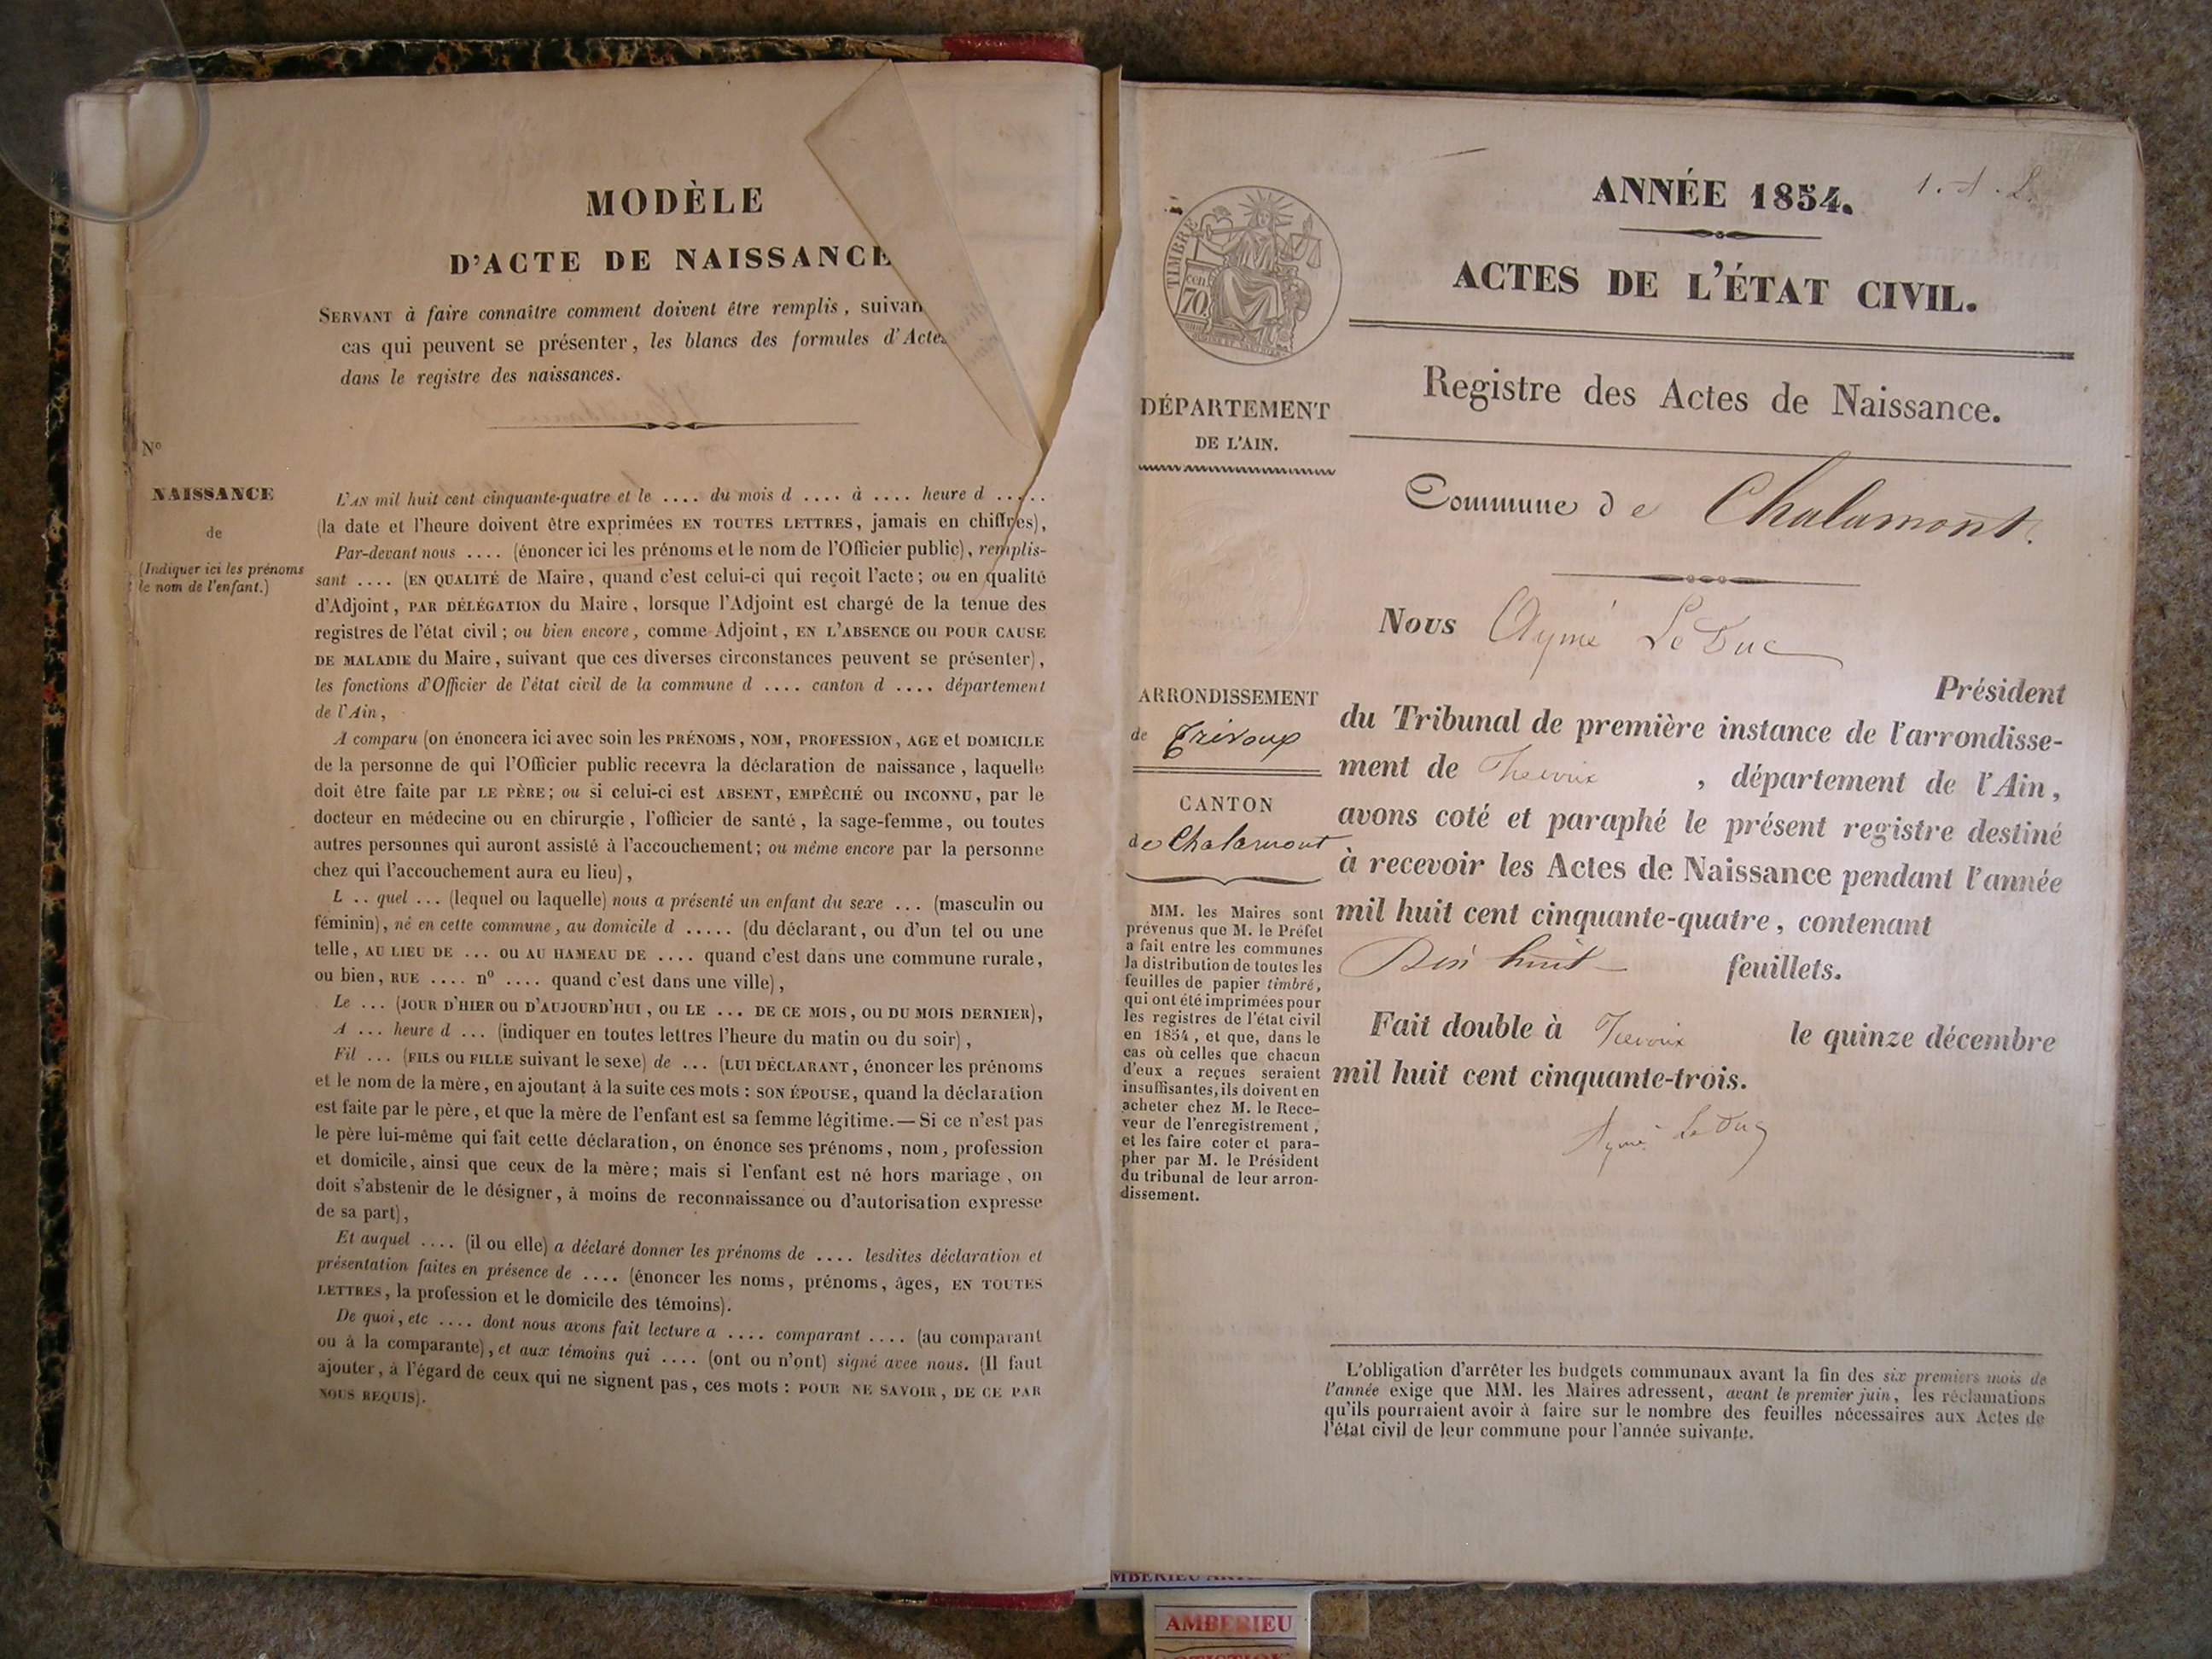 MODÈLE
D'ACTE DE NAISSANCE
SERVANT à faire connaître comment doivent être remplis, suivan
cas qui peuvent se présenter, les blancs des formules d'Actes
dans le registre des naissances.
N°
NAISSANCE
de
(Indiquer ici les prénoms
le nom de l'enfant.)
L'AN mil huit cent cinquante-quatre et le .... du mois d .... à .... heure d .....
(la date et l'heure doivent être exprimées EN TOUTES LETTRES, jamais en chiffres),
Par-devant nous .... (énoncer ici les prénoms et le nom de l'Officier public), remplis-
sant .... (EN QUALITÉ de Maire, quand c'est celui-ci qui reçoit l'acte; ou en qualité
d'Adjoint, PAR DÉLÉGATION du Maire, lorsque l'Adjoint est chargé de la tenue des
registres de l'état civil; ou bien encore, comme Adjoint, EN L'ABSENCE OU POUR CAUSE
DE MALADIE du Maire, suivant que ces diverses circonstances peuvent se présenter),
les fonctions d'Officier de l'état civil de la commune d .... canton d .... département
de l'Ain,
A comparu (on énoncera ici avec soin les PRÉNOMS, NOM, PROFESSION, AGE et DOMICILE
de la personne de qui l'Officier public recevra la déclaration de naissance, laquelle
doit être faite par LE PÈRE; ou si celui-ci est ABSENT, EMPÊCHÉ OU INCONNU, par le
docteur en médecine ou en chirurgie, l'officier de santé, la sage-femme, ou toutes
autres personnes qui auront assisté à l'accouchement; ou même encore par la personne
chez qui l'accouchement aura eu lieu),
L .. quel ... (lequel ou laquelle) nous a présenté un enfant du sexe ... (masculin ou
féminin), né en cette commune, au domicile d ..... (du déclarant, ou d'un tel ou une
telle, AU LIEU DE ... OU AU HAMEAU DE .... quand c'est dans une commune rurale,
ou bien, RUE .... n° .... quand c'est dans une ville),
Le ... (JOUR D'HIER OU D'AUJOURD'HUI, OU LE ... DE CE MOIS, OU DU MOIS DERNIER),
A ... heure d ... (indiquer en toutes lettres l'heure du matin ou du soir),
Fil ... (FILS OU FILLE suivant le sexe) de ... (LUI DÉCLARANT, énoncer les prénoms
et le nom de la mère, en ajoutant à la suite ces mots : SON ÉPOUSE, quand la déclaration
est faite par le père, et que la mère de l'enfant est sa femme légitime.— Si ce n'est pas
le père lui-même qui fait cette déclaration, on énonce ses prénoms, nom, profession
et domicile, ainsi que ceux de la mère; mais si l'enfant est né hors mariage, on
doit s'abstenir de le désigner, à moins de reconnaissance ou d'autorisation expresse
de sa part),
Et auquel .... (il ou elle) a déclaré donner les prénoms de .... lesdites déclaration et
présentation faites en présence de .... (énoncer les noms, prénoms, âges, EN TOUTES
LETTRES, la profession et le domicile des témoins).
De quoi, etc .... dont nous avons fait lecture a .... comparant .... (au comparant
ou à la comparante), et aux témoins qui .... (ont ou n'ont) signé avec nous. (Il faut
ajouter, à l'égard de ceux qui ne signent pas, ces mots : POUR NE SAVOIR, DE CE PAR
NOUS REQUIS).
ANNÉE 1854.
TIMBRE
cen
70.
ACTES DE L'ÉTAT CIVIL.
Registre des Actes de Naissance.
DÉPARTEMENT
DE L'AIN.
Commune de Chalamont.
Nous Aymé Le Duc
Président
du Tribunal de première instance de l'arrondisse-
ment de Trévoux, département de l'Ain,
avons coté et paraphé le présent registre destiné
à recevoir les Actes de Naissance pendant l'année
mil huit cent cinquante-quatre, contenant
Dix huit feuillets.
Fait double à Trévoux le quinze décembre
mil huit cent cinquante-trois.
Aymé Le Duc
ARRONDISSEMENT
de Trévoux
CANTON
de Chalamont
MM. les Maires sont
prévenus que M. le Préfet
a fait entre les communes
la distribution de toutes les
feuilles de papier timbré,
qui ont été imprimées pour
les registres de l'état civil
en 1854, et que, dans le
cas où celles que chacun
d'eux a reçues seraient
insuffisantes, ils doivent en
acheter chez M. le Rece-
veur de l'enregistrement,
et les faire coter et para-
pher par M. le Président
du tribunal de leur arron-
dissement.
L'obligation d'arrêter les budgets communaux avant la fin des six premiers mois de
l'année exige que MM. les Maires adressent, avant le premier juin, les réclamations
qu'ils pourraient avoir à faire sur le nombre des feuilles nécessaires aux Actes de
l'état civil de leur commune pour l'année suivante.
AMBERIEU